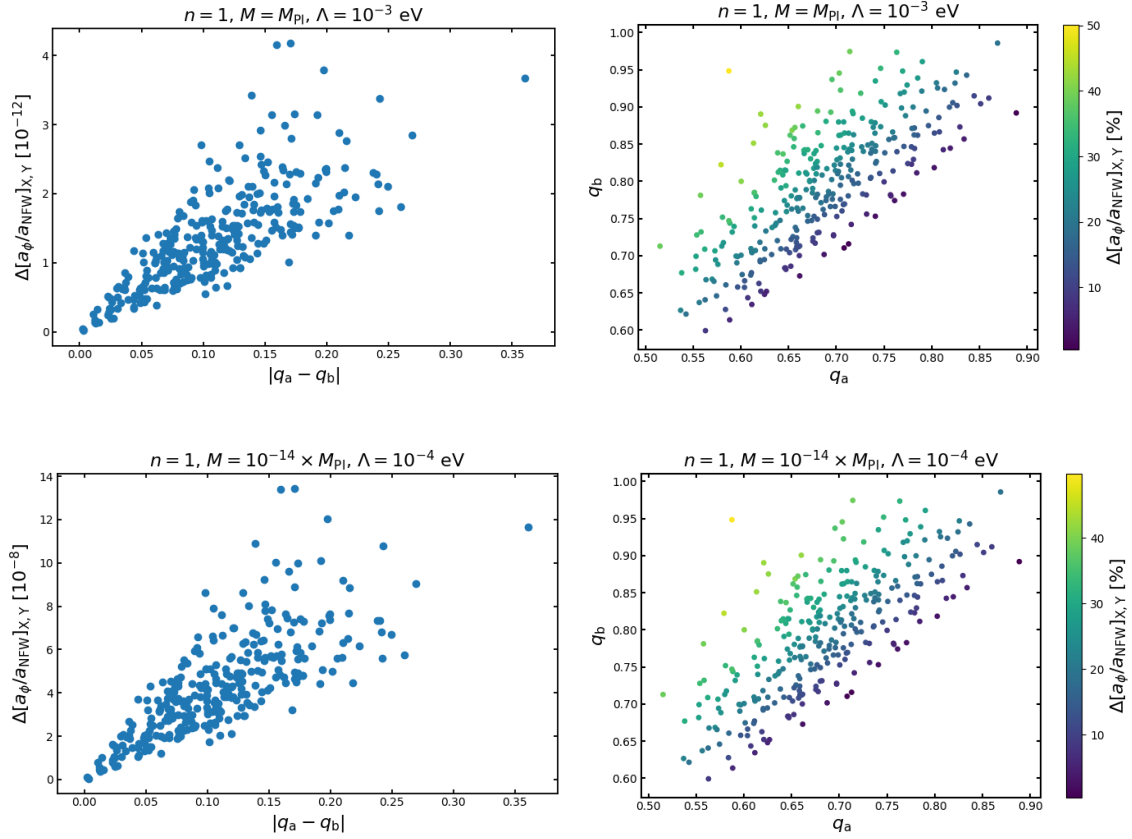 n = 1, M = M_Pl, Λ = 10⁻³ eV
Δ[a_ϕ/a_NFW]_X,Y [10⁻¹²]
4
3
2
1
0
0.00 0.05 0.10 0.15 0.20 0.25 0.30 0.35
|q_a − q_b|
n = 1, M = M_Pl, Λ = 10⁻³ eV
q_b
1.00
0.95
0.90
0.85
0.80
0.75
0.70
0.65
0.60
0.50 0.55 0.60 0.65 0.70 0.75 0.80 0.85 0.90
q_a
50
40
30
20
10
Δ[a_ϕ/a_NFW]_X,Y [%]
n = 1, M = 10⁻¹⁴ × M_Pl, Λ = 10⁻⁴ eV
Δ[a_ϕ/a_NFW]_X,Y [10⁻⁸]
14
12
10
8
6
4
2
0
0.00 0.05 0.10 0.15 0.20 0.25 0.30 0.35
|q_a − q_b|
n = 1, M = 10⁻¹⁴ × M_Pl, Λ = 10⁻⁴ eV
q_b
1.00
0.95
0.90
0.85
0.80
0.75
0.70
0.65
0.60
0.50 0.55 0.60 0.65 0.70 0.75 0.80 0.85 0.90
q_a
40
30
20
10
Δ[a_ϕ/a_NFW]_X,Y [%]